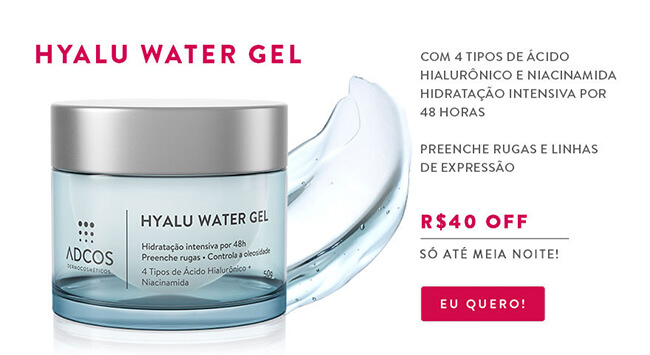 HYALU WATER GEL
COM 4 TIPOS DE ÁCIDO
HIALURÔNICO E NIACINAMIDA
HIDRATAÇÃO INTENSIVA POR
48 HORAS
PREENCHE RUGAS E LINHAS
DE EXPRESSÃO
R$40 OFF
SÓ ATÉ MEIA NOITE!
EU QUERO!
ADCOS
DERMOCOSMÉTICOS
HYALU WATER GEL
Hidratação intensiva por 48h
Preenche rugas • Controla a oleosidade
4 Tipos de Ácido Hialurônico +
Niacinamida
50g